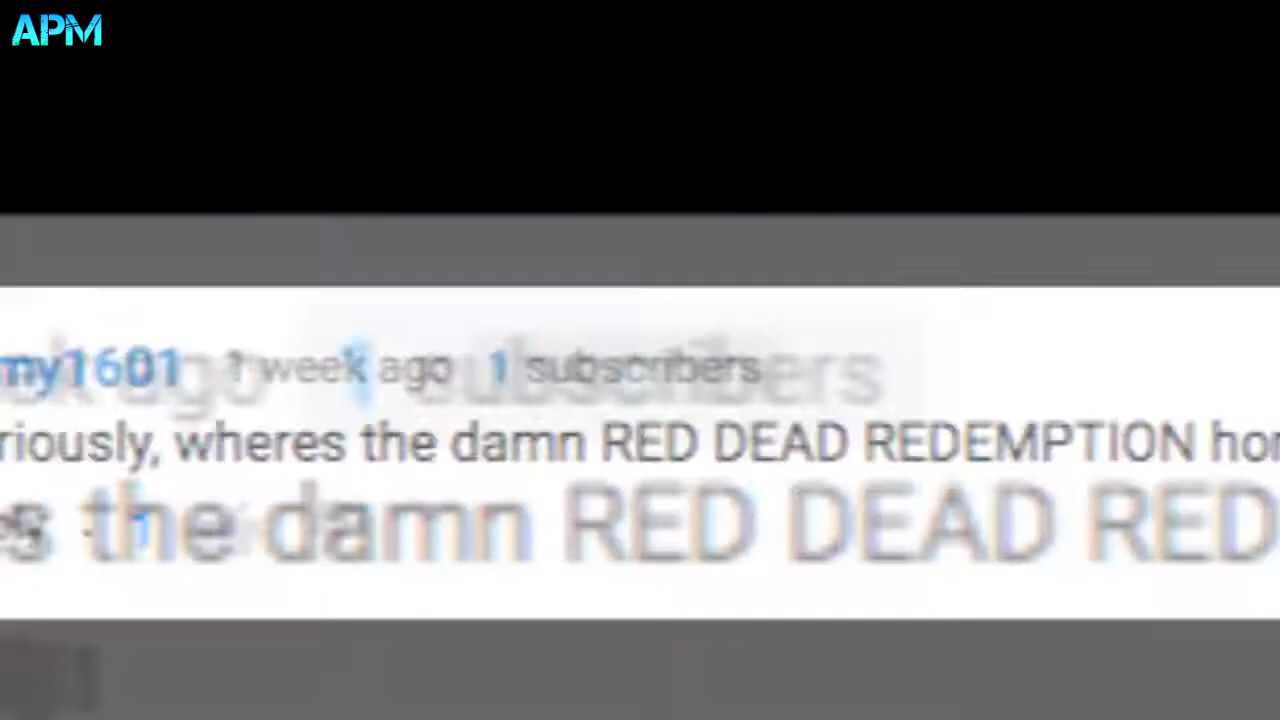 APM
my1601 1 week ago 1 subscribers
riously, wheres the damn RED DEAD REDEMPTION hor
s the damn RED DEAD RED